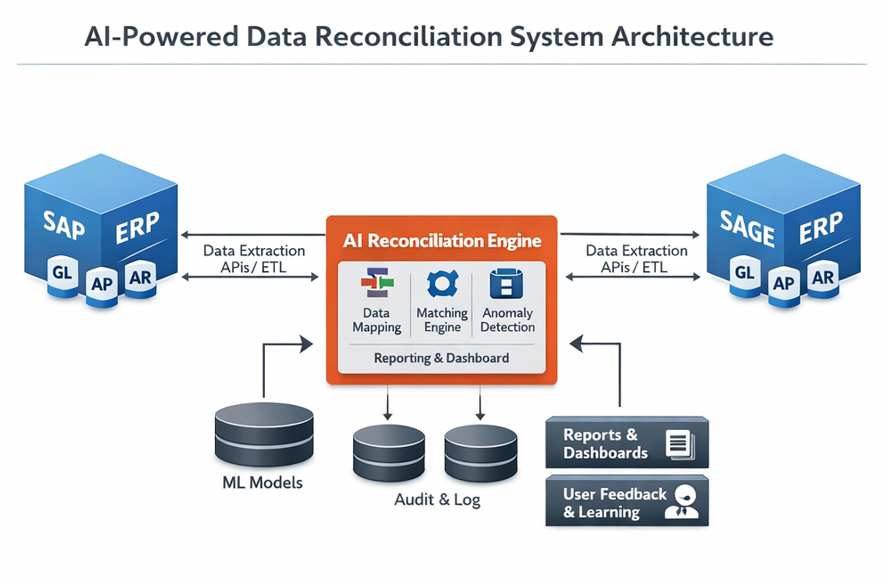 AI-Powered Data Reconciliation System Architecture
SAP ERP
GL AP AR
Data Extraction
APIs / ETL
AI Reconciliation Engine
Data
Mapping
Matching
Engine
Anomaly
Detection
Reporting & Dashboard
Data Extraction
APIs / ETL
SAGE ERP
GL AP AR
ML Models
Audit & Log
Reports &
Dashboards
User Feedback
& Learning